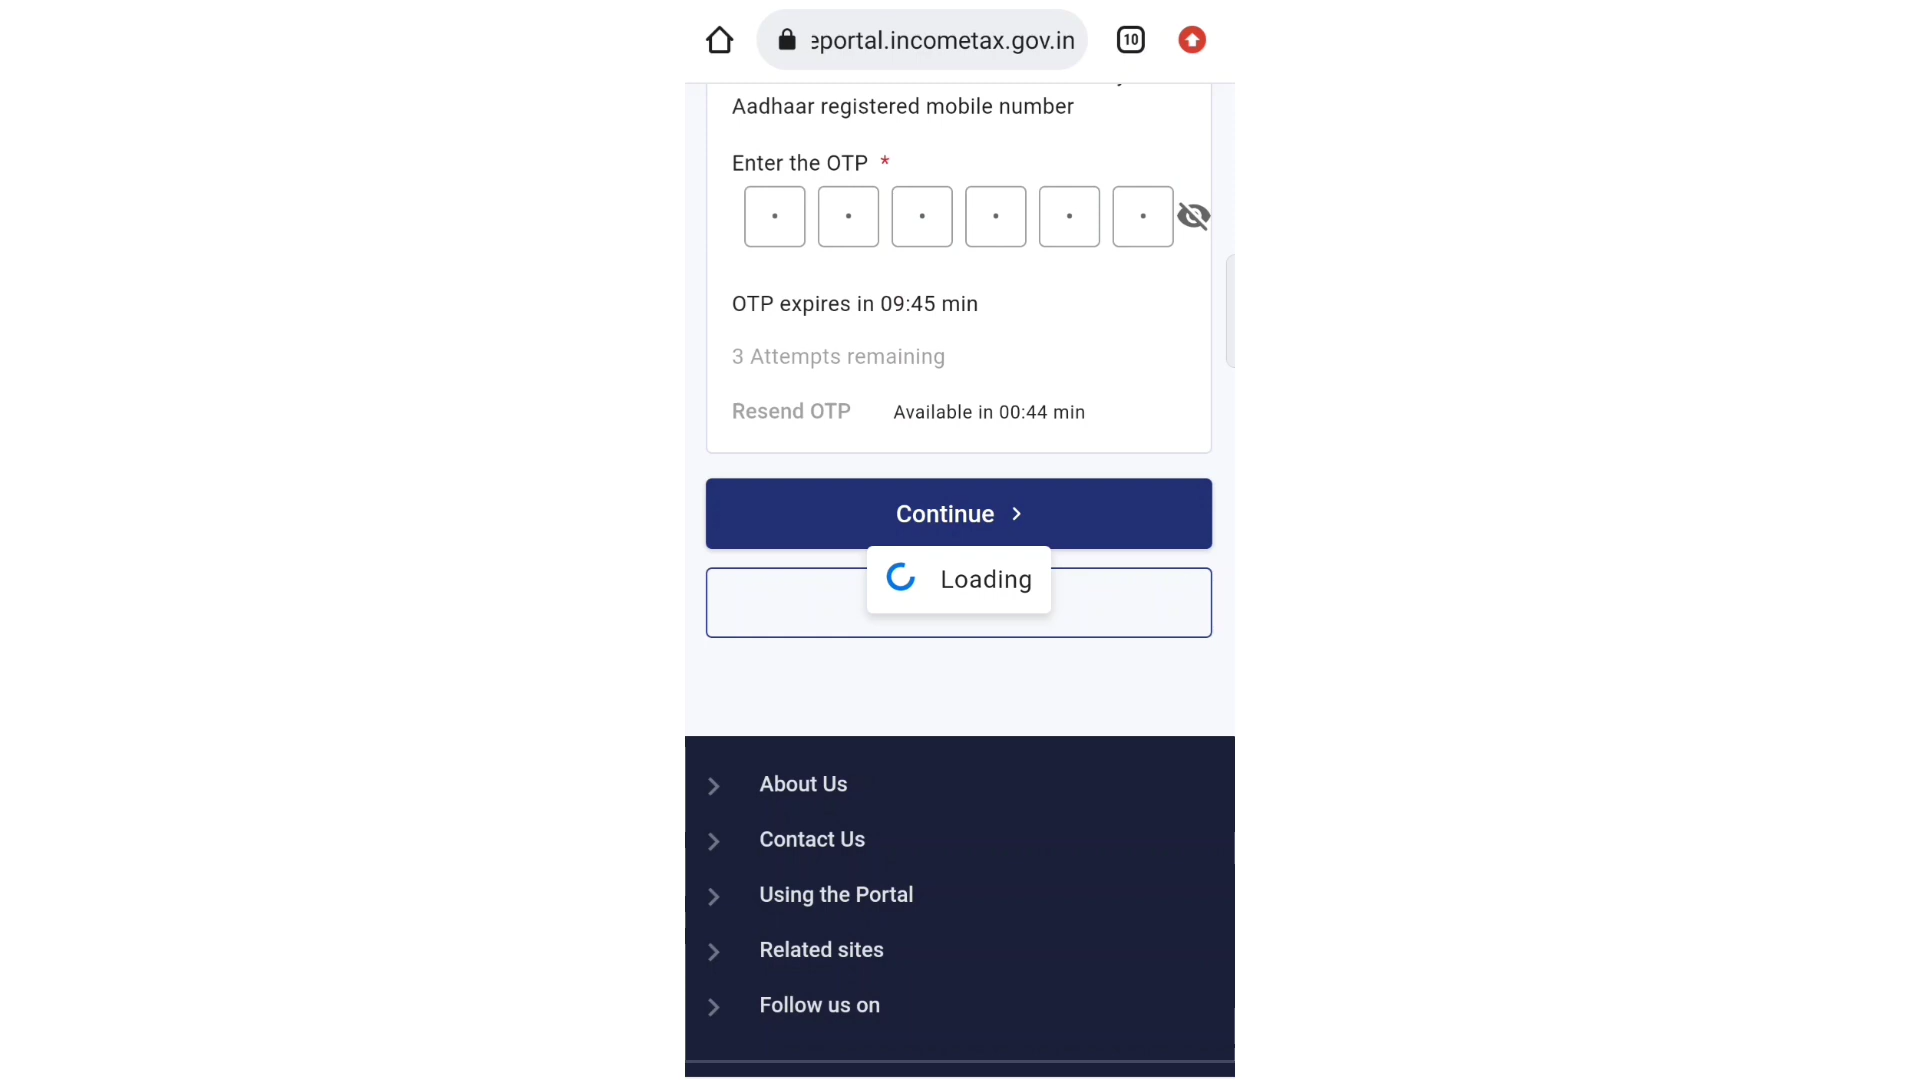 eportal.incometax.gov.in
10
Aadhaar registered mobile number
Enter the OTP *
OTP expires in 09:45 min
3 Attempts remaining
Resend OTP Available in 00:44 min
Continue
Loading
About Us
Contact Us
Using the Portal
Related sites
Follow us on